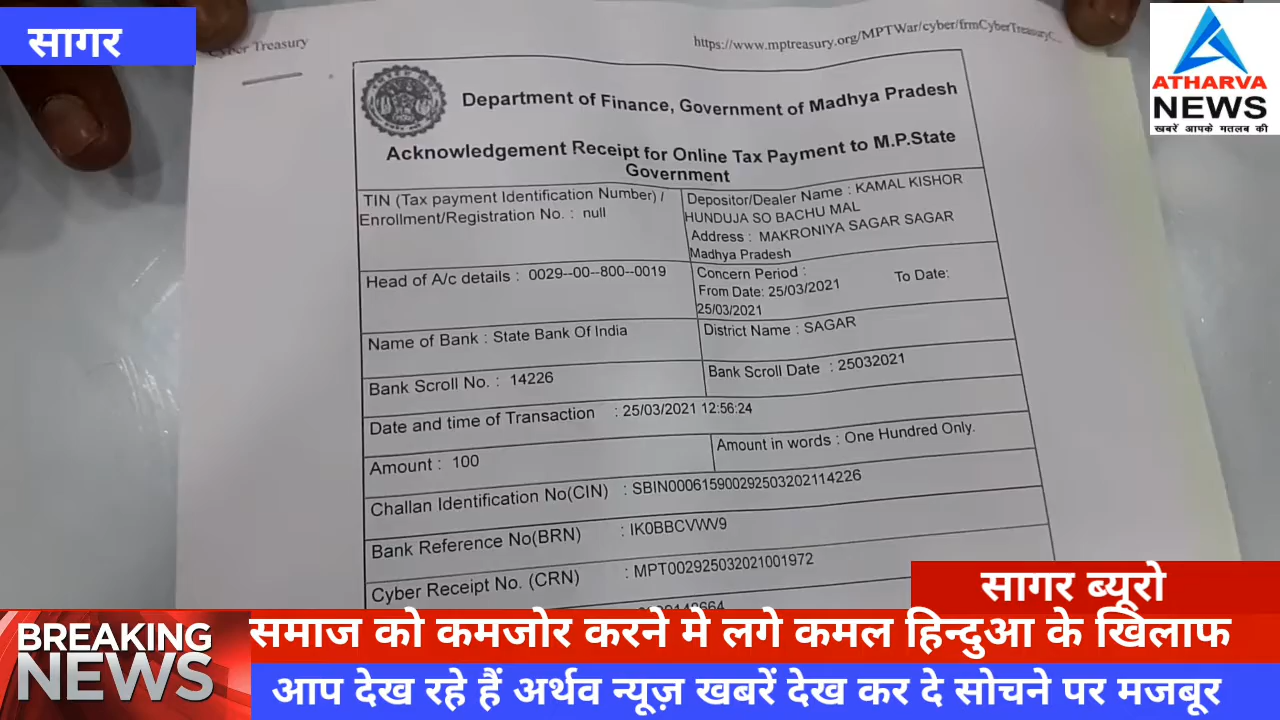 सागर
Cyber Treasury
https://www.mptreasury.org/MPTWar/cyber/frmCyberTreasuryC...
ATHARVA
NEWS
खबरें आपके मतलब की
Department of Finance, Government of Madhya Pradesh
Acknowledgement Receipt for Online Tax Payment to M.P.State
Government
TIN (Tax payment Identification Number) /
Enrollment/Registration No. : null
Depositor/Dealer Name : KAMAL KISHOR
HUNDUJA SO BACHU MAL
Address : MAKRONIYA SAGAR SAGAR
Madhya Pradesh
Head of A/c details : 0029--00--800--0019
Concern Period :
From Date: 25/03/2021 To Date:
25/03/2021
Name of Bank : State Bank Of India
District Name : SAGAR
Bank Scroll No. : 14226
Bank Scroll Date : 25032021
Date and time of Transaction : 25/03/2021 12:56:24
Amount : 100
Amount in words : One Hundred Only.
Challan Identification No(CIN) : SBIN000615900292503202114226
Bank Reference No(BRN) : IK0BBCVWV9
Cyber Receipt No. (CRN) : MPT002925032021001972
सागर ब्यूरो
BREAKING
NEWS
समाज को कमजोर करने मे लगे कमल हिन्दुआ के खिलाफ
आप देख रहे हैं अर्थव न्यूज़ खबरें देख कर दे सोचने पर मजबूर